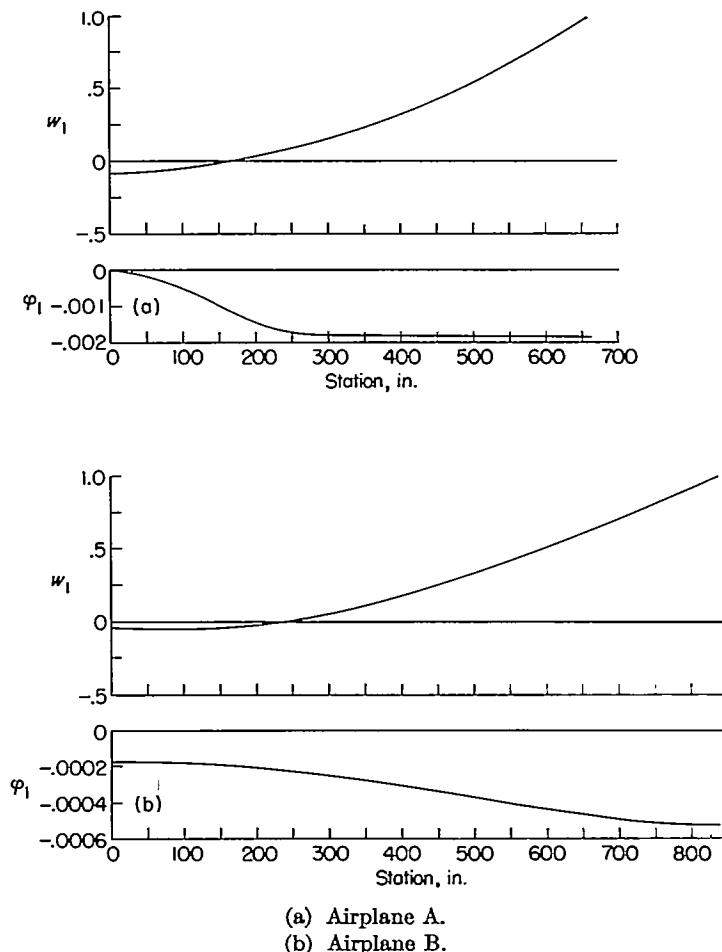 1.0
.5
w1
0
-.5
0
φ1 -.001 (a)
-.002
0 100 200 300 400 500 600 700
Station, in.
1.0
.5
w1
0
-.5
0
-.0002
φ1 (b)
-.0004
-.0006
0 100 200 300 400 500 600 700 800
Station, in.
(a) Airplane A.
(b) Airplane B.